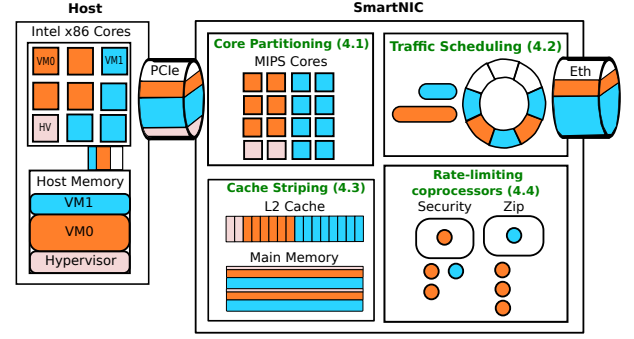 Host
SmartNIC
Intel x86 Cores
VM0
VM1
HV
PCIe
Host Memory
VM1
VM0
Hypervisor
Core Partitioning (4.1)
MIPS Cores
Traffic Scheduling (4.2)
Eth
Cache Striping (4.3)
L2 Cache
Main Memory
Rate-limiting
coprocessors (4.4)
Security
Zip